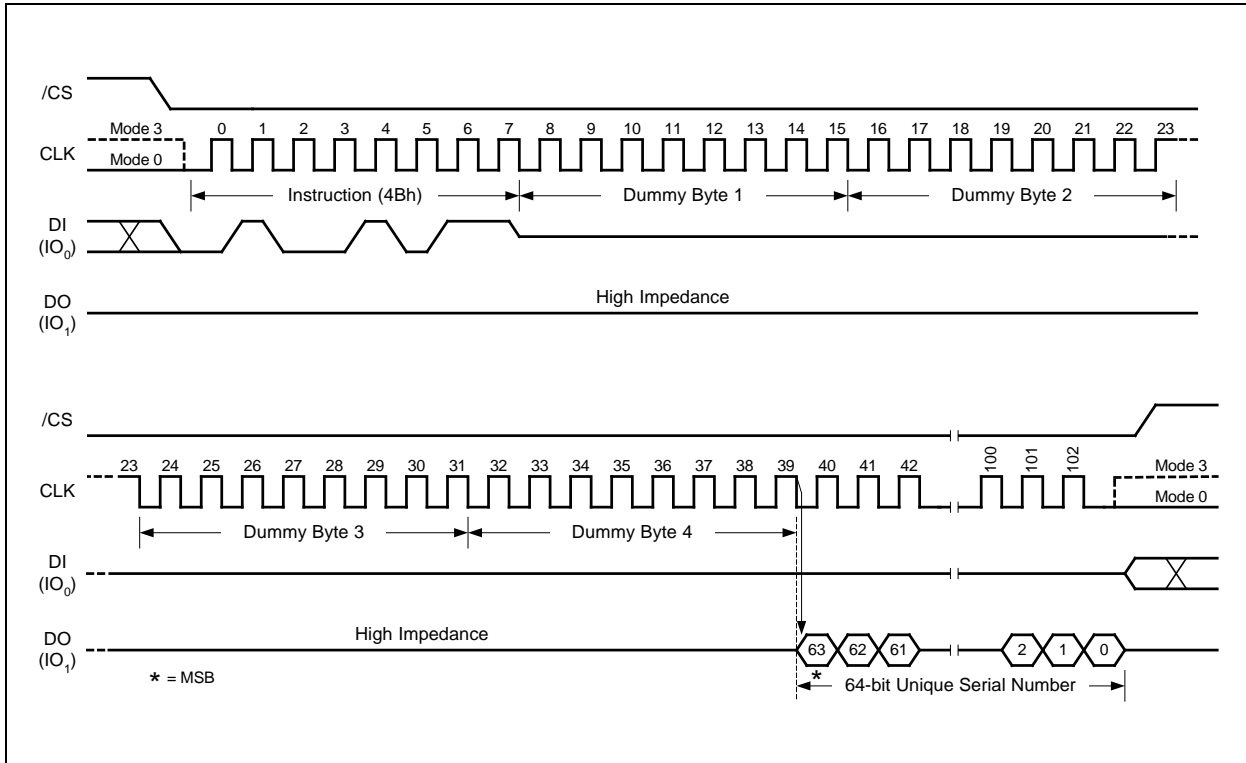 /CS
Mode 3 0 1 2 3 4 5 6 7 8 9 10 11 12 13 14 15 16 17 18 19 20 21 22 23
CLK
Mode 0
Instruction (4Bh) Dummy Byte 1 Dummy Byte 2
DI
(IO0)
High Impedance
DO
(IO1)
/CS
23 24 25 26 27 28 29 30 31 32 33 34 35 36 37 38 39 40 41 42 100 101 102 Mode 3
CLK
Mode 0
Dummy Byte 3 Dummy Byte 4
DI
(IO0)
High Impedance
DO
(IO1)
63 62 61 2 1 0
* = MSB
* 64-bit Unique Serial Number